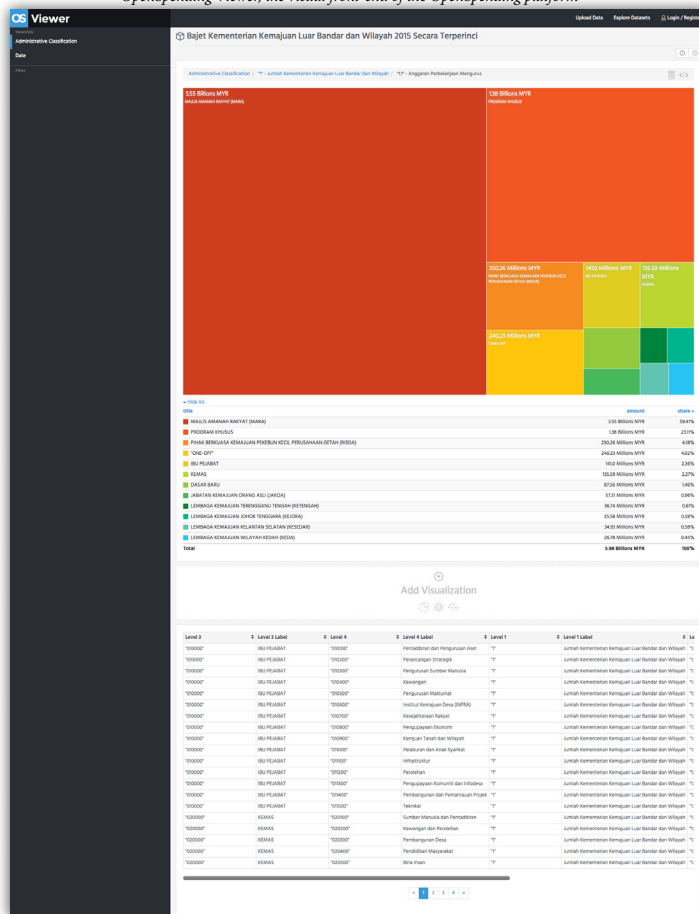 OpenSpending Viewer, the visual front-end of the OpenSpending platform
OS Viewer
Upload Data Explore Datasets Login / Register
Hierarchies
Administrative Classification
Date
Filters
Bajet Kementerian Kemajuan Luar Bandar dan Wilayah 2015 Secara Terperinci
Administrative Classification / "1" - Jumlah Kementerian Kemajuan Luar Bandar dan Wilayah / "1.1" - Anggaran Perbelanjaan Mengurus
3.55 Billions MYR
MAJLIS AMANAH RAKYAT (MARA)
1.38 Billions MYR
PROGRAM KHUSUS
250.26 Millions MYR
PIHAK BERKUASA KEMAJUAN PEKEBUN KECIL
PERUSAHAAN GETAH (RISDA)
141.0 Millions MYR
IBU PEJABAT
135.59 Millions
MYR
KEMAS
240.23 Millions MYR
"ONE-OFF"
Hide list
title amount share
MAJLIS AMANAH RAKYAT (MARA) 3.55 Billions MYR 59.41%
PROGRAM KHUSUS 1.38 Billions MYR 23.11%
PIHAK BERKUASA KEMAJUAN PEKEBUN KECIL PERUSAHAAN GETAH (RISDA) 250.26 Millions MYR 4.18%
"ONE-OFF" 240.23 Millions MYR 4.02%
IBU PEJABAT 141.0 Millions MYR 2.36%
KEMAS 135.59 Millions MYR 2.27%
DASAR BARU 87.56 Millions MYR 1.46%
JABATAN KEMAJUAN ORANG ASLI (JAKOA) 57.31 Millions MYR 0.96%
LEMBAGA KEMAJUAN TERENGGANU TENGAH (KETENGAH) 36.74 Millions MYR 0.61%
LEMBAGA KEMAJUAN JOHOR TENGGARA (KEJORA) 35.58 Millions MYR 0.59%
LEMBAGA KEMAJUAN KELANTAN SELATAN (KESEDAR) 34.93 Millions MYR 0.58%
LEMBAGA KEMAJUAN WILAYAH KEDAH (KEDA) 26.78 Millions MYR 0.45%
Total 5.98 Billions MYR 100%
Add Visualization
Level 3 Level 3 Label Level 4 Level 4 Label Level 1 Level 1 Label Le
"010000" IBU PEJABAT "010100" Pentadbiran dan Pengurusan Aset "1" Jumlah Kementerian Kemajuan Luar Bandar dan Wilayah "1
"010000" IBU PEJABAT "010200" Perancangan Strategik "1" Jumlah Kementerian Kemajuan Luar Bandar dan Wilayah "1
"010000" IBU PEJABAT "010300" Pengurusan Sumber Manusia "1" Jumlah Kementerian Kemajuan Luar Bandar dan Wilayah "1
"010000" IBU PEJABAT "010400" Kewangan "1" Jumlah Kementerian Kemajuan Luar Bandar dan Wilayah "1
"010000" IBU PEJABAT "010500" Pengurusan Maklumat "1" Jumlah Kementerian Kemajuan Luar Bandar dan Wilayah "1
"010000" IBU PEJABAT "010600" Institut Kemajuan Desa (INFRA) "1" Jumlah Kementerian Kemajuan Luar Bandar dan Wilayah "1
"010000" IBU PEJABAT "010700" Kesejahteraan Rakyat "1" Jumlah Kementerian Kemajuan Luar Bandar dan Wilayah "1
"010000" IBU PEJABAT "010800" Pengupayaan Ekonomi "1" Jumlah Kementerian Kemajuan Luar Bandar dan Wilayah "1
"010000" IBU PEJABAT "010900" Kemjuan Tanah dan Wilayah "1" Jumlah Kementerian Kemajuan Luar Bandar dan Wilayah "1
"010000" IBU PEJABAT "011000" Pelaburan dan Anak Syarikat "1" Jumlah Kementerian Kemajuan Luar Bandar dan Wilayah "1
"010000" IBU PEJABAT "011100" Infrastruktur "1" Jumlah Kementerian Kemajuan Luar Bandar dan Wilayah "1
"010000" IBU PEJABAT "011200" Perolehan "1" Jumlah Kementerian Kemajuan Luar Bandar dan Wilayah "1
"010000" IBU PEJABAT "011300" Pengupayaan Komuniti dan Infodesa "1" Jumlah Kementerian Kemajuan Luar Bandar dan Wilayah "1
"010000" IBU PEJABAT "011400" Pembangunan dan Pemantauan Projek "1" Jumlah Kementerian Kemajuan Luar Bandar dan Wilayah "1
"010000" IBU PEJABAT "011500" Teknikal "1" Jumlah Kementerian Kemajuan Luar Bandar dan Wilayah "1
"020000" KEMAS "020100" Sumber Manusia dan Pentadbiran "1" Jumlah Kementerian Kemajuan Luar Bandar dan Wilayah "1
"020000" KEMAS "020200" Kewangan dan Perolehan "1" Jumlah Kementerian Kemajuan Luar Bandar dan Wilayah "1
"020000" KEMAS "020300" Pembangunan Desa "1" Jumlah Kementerian Kemajuan Luar Bandar dan Wilayah "1
"020000" KEMAS "020400" Pendidikan Masyarakat "1" Jumlah Kementerian Kemajuan Luar Bandar dan Wilayah "1
"020000" KEMAS "020500" Bina Insan "1" Jumlah Kementerian Kemajuan Luar Bandar dan Wilayah "1
« 1 2 3 4 »